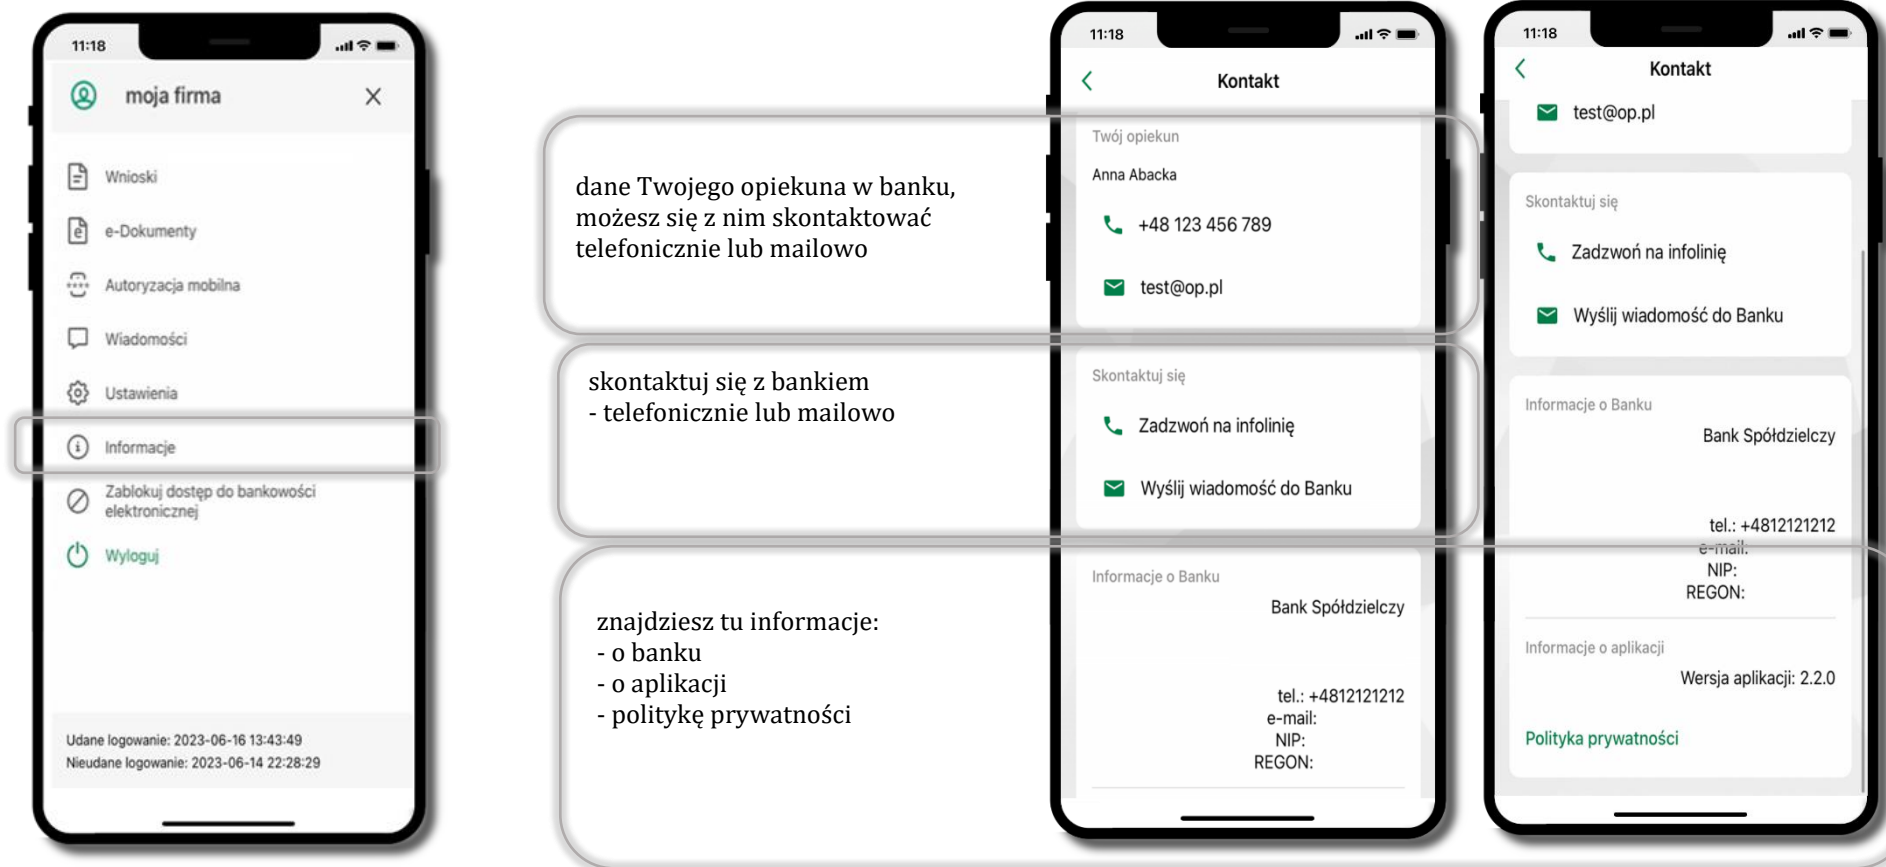 11:18
moja firma
Wnioski
e-Dokumenty
Autoryzacja mobilna
Wiadomości
Ustawienia
Informacje
Zablokuj dostęp do bankowości
elektronicznej
Wyloguj
Udane logowanie: 2023-06-16 13:43:49
Nieudane logowanie: 2023-06-14 22:28:29
dane Twojego opiekuna w banku,
możesz się z nim skontaktować
telefonicznie lub mailowo
skontaktuj się z bankiem
- telefonicznie lub mailowo
znajdziesz tu informacje:
- o banku
- o aplikacji
- politykę prywatności
11:18
Kontakt
Twój opiekun
Anna Abacka
+48 123 456 789
test@op.pl
Skontaktuj się
Zadzwoń na infolinię
Wyślij wiadomość do Banku
Informacje o Banku
Bank Spółdzielczy
tel.: +4812121212
e-mail:
NIP:
REGON:
11:18
Kontakt
test@op.pl
Skontaktuj się
Zadzwoń na infolinię
Wyślij wiadomość do Banku
Informacje o Banku
Bank Spółdzielczy
tel.: +4812121212
e-mail:
NIP:
REGON:
Informacje o aplikacji
Wersja aplikacji: 2.2.0
Polityka prywatności